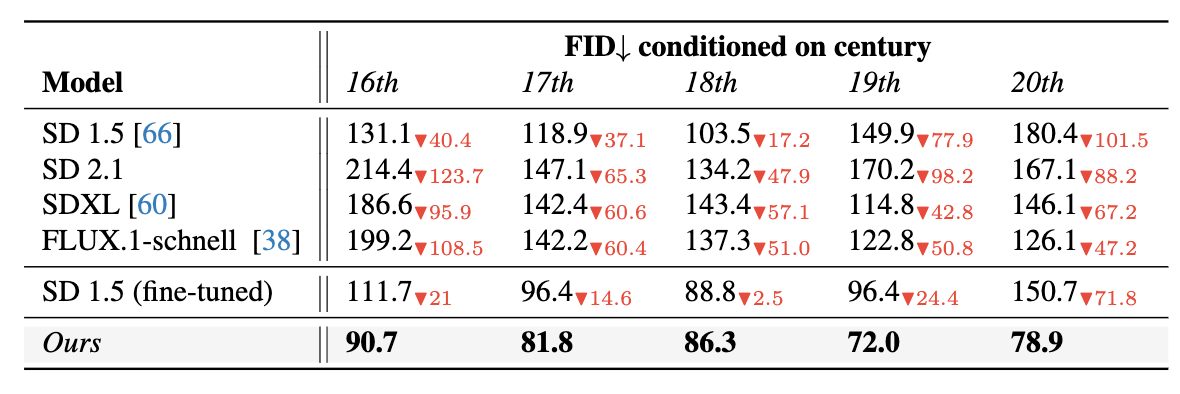 FID↓ conditioned on century
Model 16th 17th 18th 19th 20th
SD 1.5 [66] 131.1▼40.4 118.9▼37.1 103.5▼17.2 149.9▼77.9 180.4▼101.5
SD 2.1 214.4▼123.7 147.1▼65.3 134.2▼47.9 170.2▼98.2 167.1▼88.2
SDXL [60] 186.6▼95.9 142.4▼60.6 143.4▼57.1 114.8▼42.8 146.1▼67.2
FLUX.1-schnell [38] 199.2▼108.5 142.2▼60.4 137.3▼51.0 122.8▼50.8 126.1▼47.2
SD 1.5 (fine-tuned) 111.7▼21 96.4▼14.6 88.8▼2.5 96.4▼24.4 150.7▼71.8
Ours 90.7 81.8 86.3 72.0 78.9